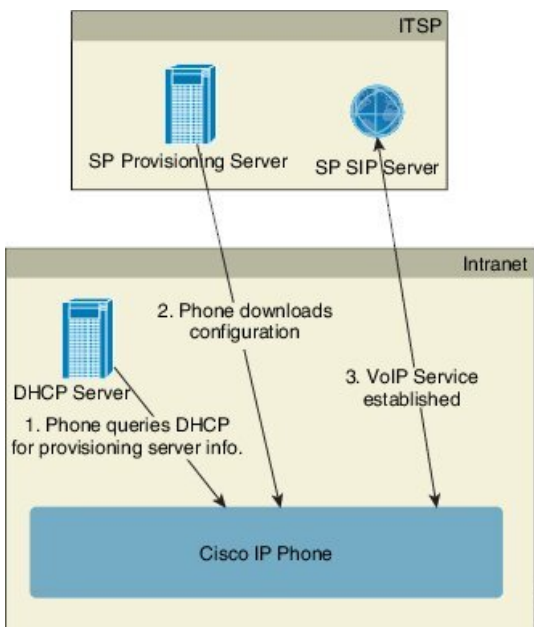 ITSP
SP Provisioning Server
SP SIP Server
Intranet
2. Phone downloads
configuration
DHCP Server
3. VoIP Service
established
1. Phone queries DHCP
for provisioning server info.
Cisco IP Phone